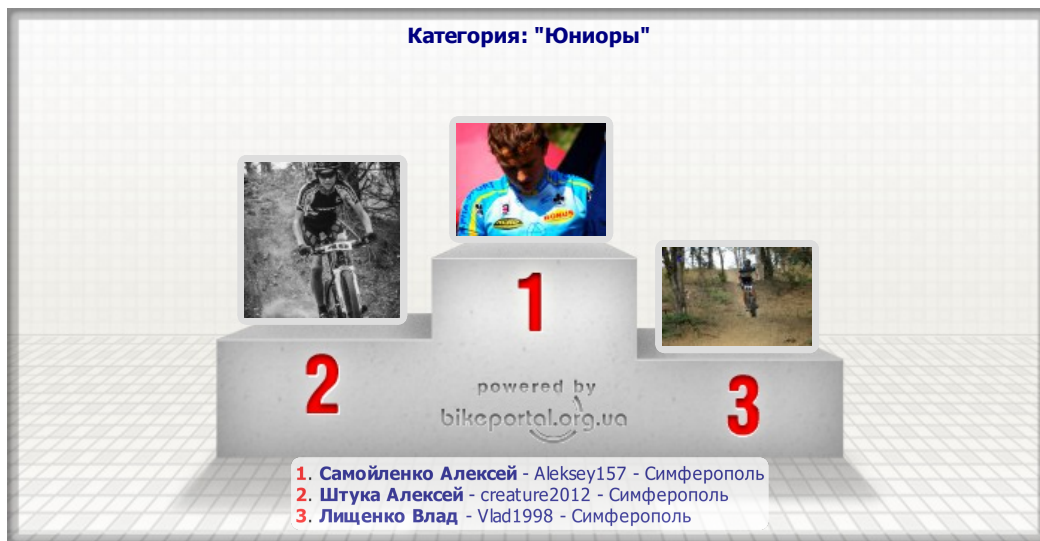 Категория: "Юниоры"
1
2
3
powered by
bikeportal.org.ua
1. Самойленко Алексей - Aleksey157 - Симферополь
2. Штука Алексей - creature2012 - Симферополь
3. Лищенко Влад - Vlad1998 - Симферополь